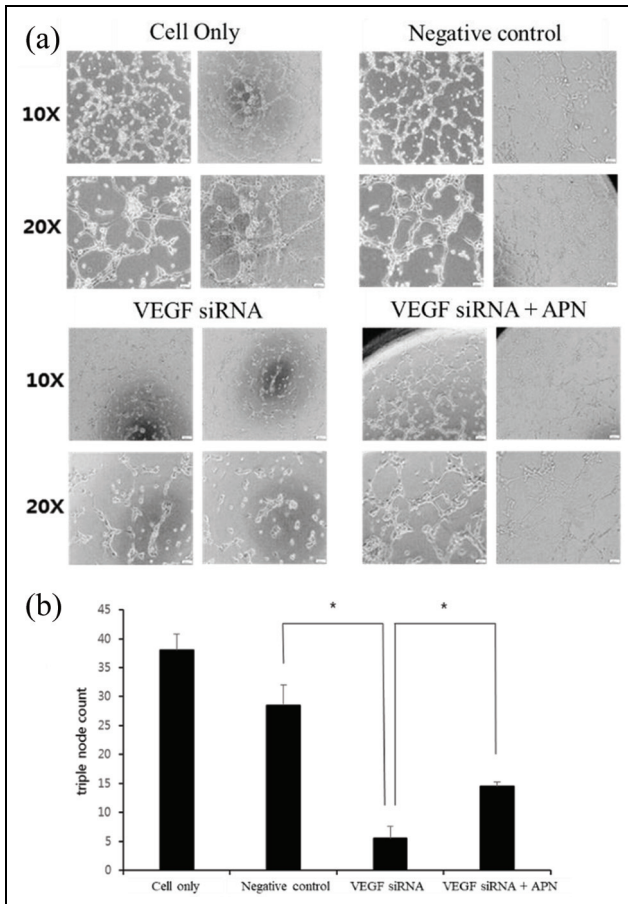 (a)
Cell Only Negative control
10X
20X
VEGF siRNA VEGF siRNA + APN
10X
20X
(b)
* *
triple node count
45
40
35
30
25
20
15
10
5
0
Cell only Negative control VEGF siRNA VEGF siRNA + APN